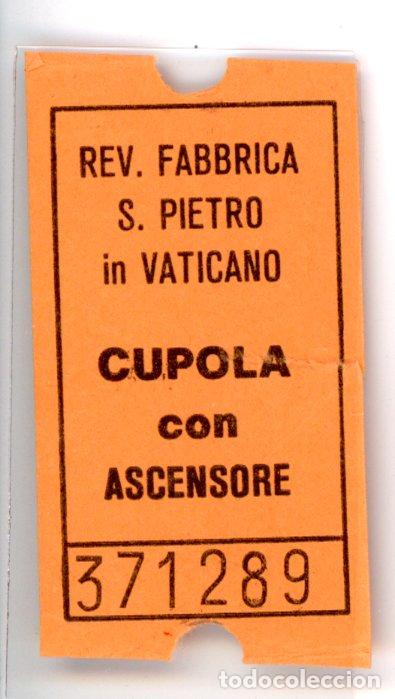 REV. FABBRICA
S. PIETRO
in VATICANO
CUPOLA
con
ASCENSORE
371289
todocoleccion